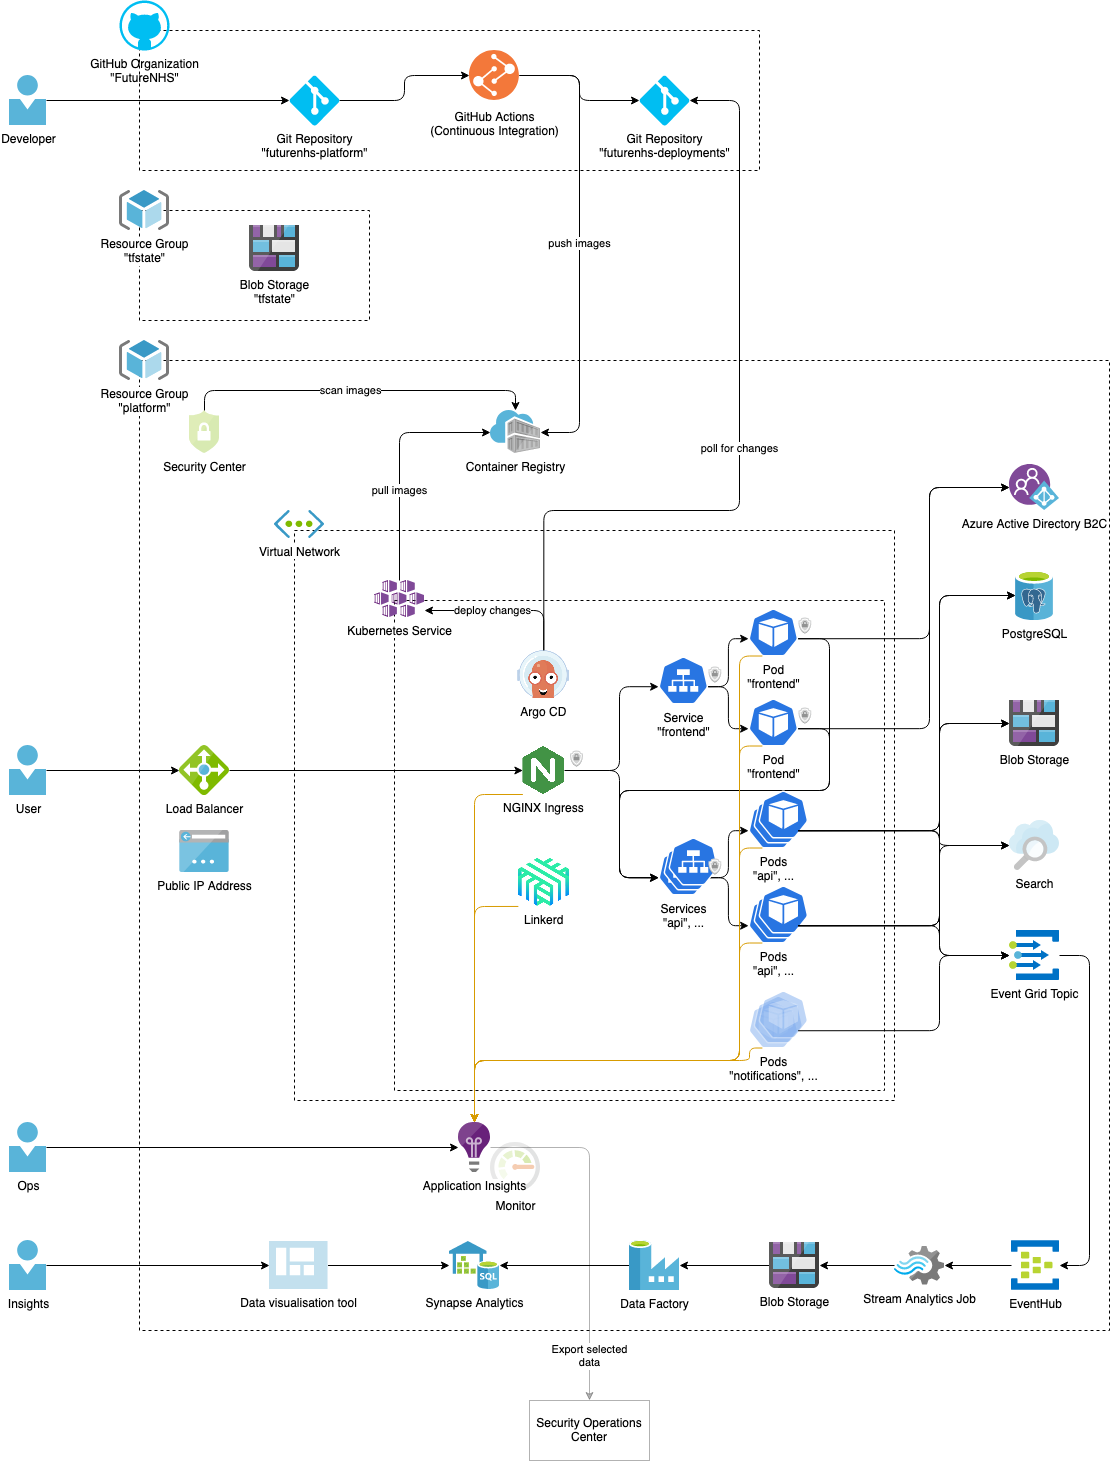 GitHub Organization
"FutureNHS"
Developer
Git Repository
"futurenhs-platform"
GitHub Actions
(Continuous Integration)
Git Repository
"futurenhs-deployments"
Resource Group
"tfstate"
Blob Storage
"tfstate"
push images
Resource Group
"platform"
scan images
Security Center
Container Registry
poll for changes
pull images
Virtual Network
Azure Active Directory B2C
Kubernetes Service
deploy changes
PostgreSQL
Argo CD
Service
"frontend"
Pod
"frontend"
Pod
"frontend"
Blob Storage
User
Load Balancer
NGINX Ingress
Public IP Address
Linkerd
Services
"api", ...
Pods
"api", ...
Search
Pods
"api", ...
Event Grid Topic
Pods
"notifications", ...
Ops
Application Insights
Monitor
Insights
Data visualisation tool
SQL
Synapse Analytics
Data Factory
Blob Storage
Stream Analytics Job
EventHub
Export selected
data
Security Operations
Center